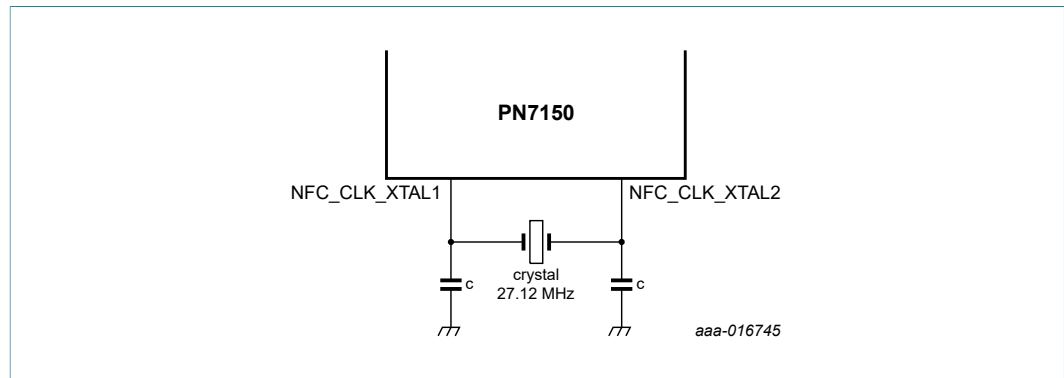 PN7150
NFC_CLK_XTAL1
NFC_CLK_XTAL2
c
crystal
27.12 MHz
c
aaa-016745